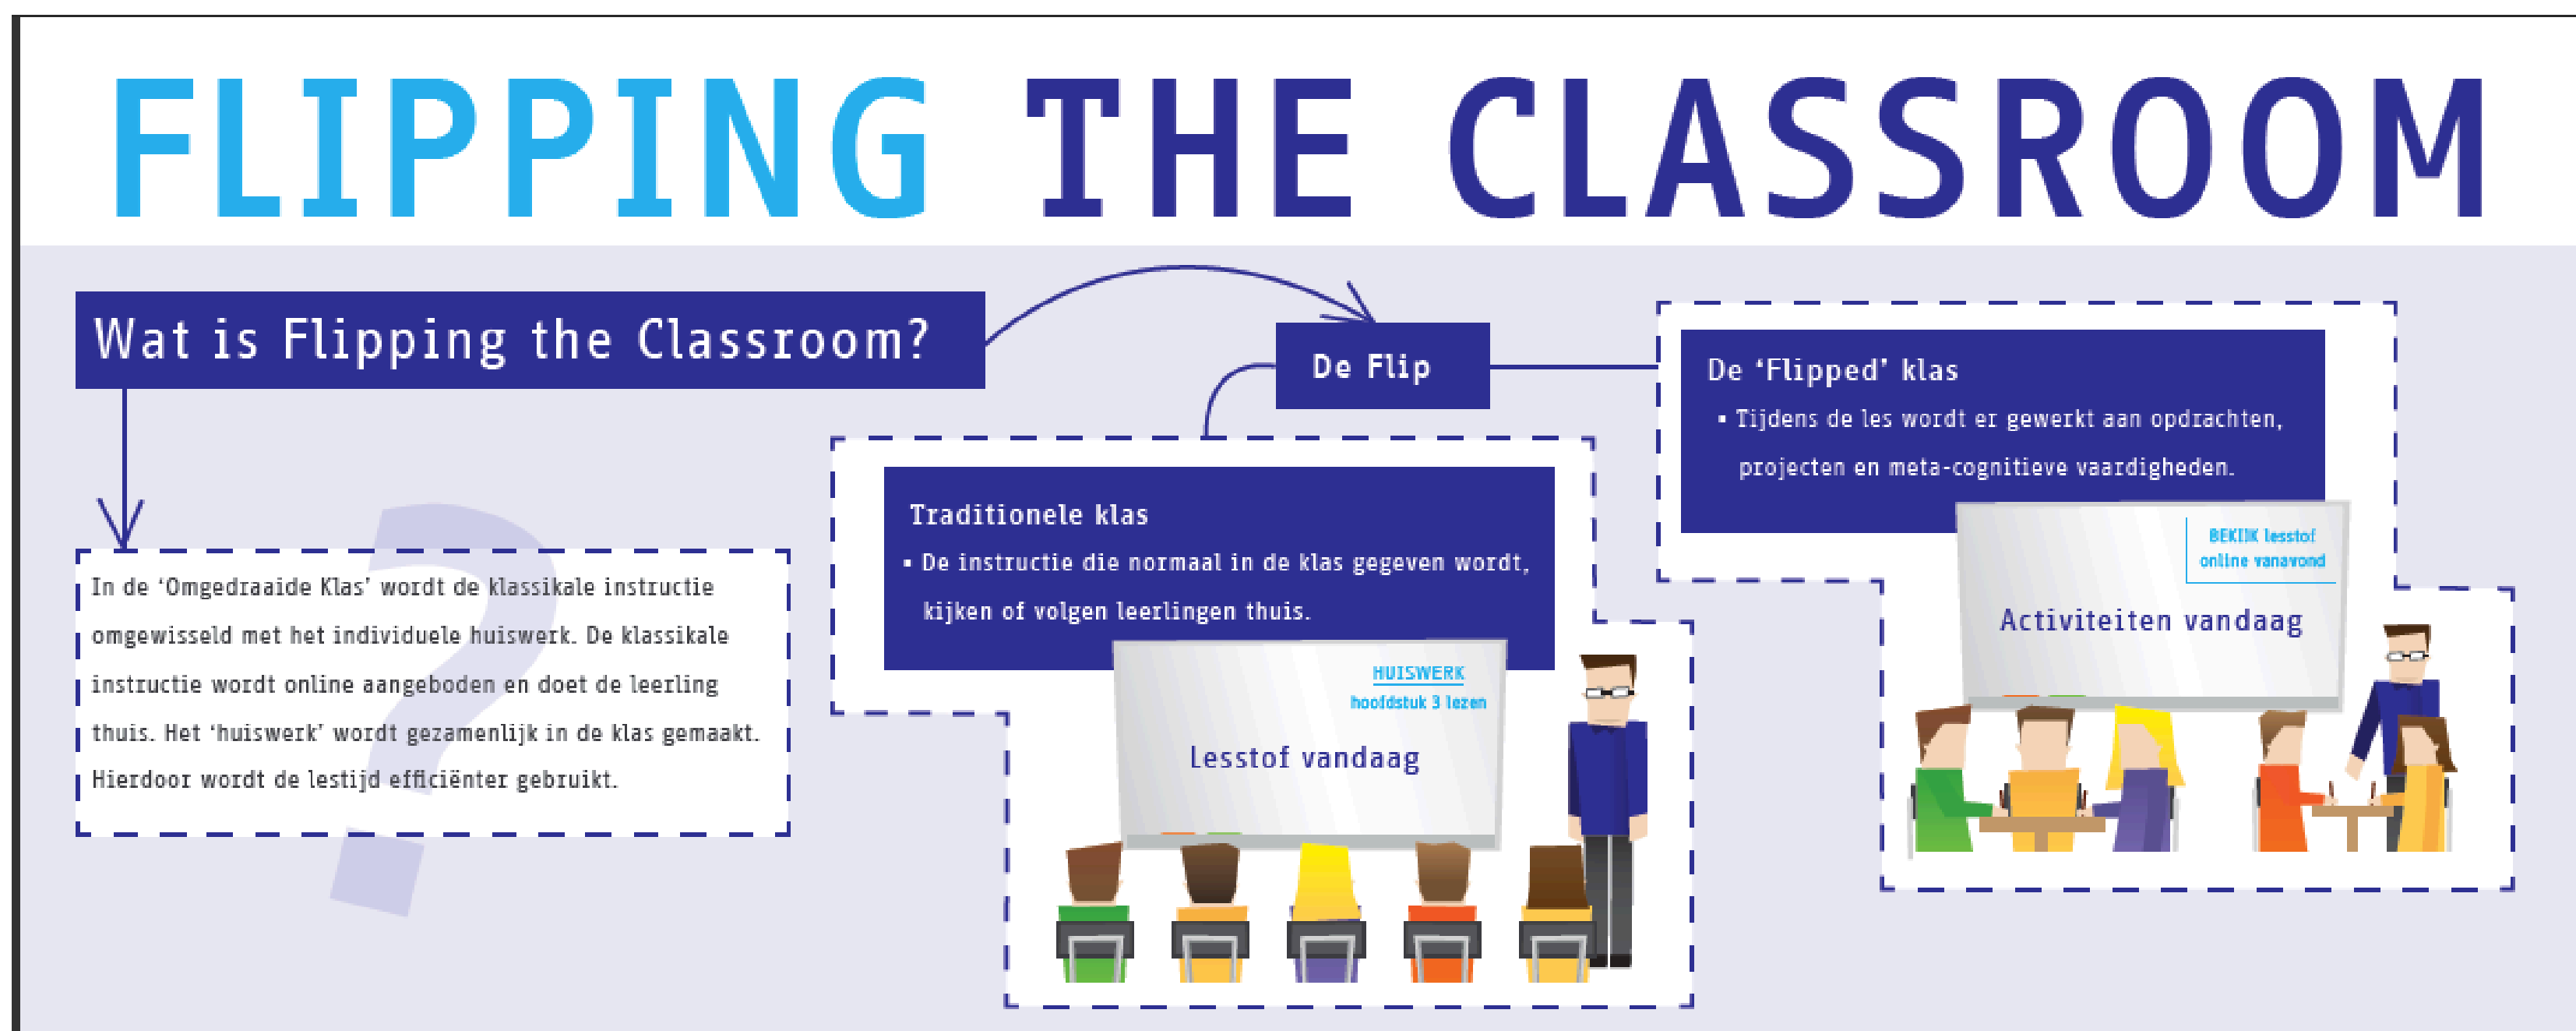 FLIPPING THE CLASSROOM
Wat is Flipping the Classroom?
In de ‘Omgedraaide Klas’ wordt de klassikale instructie
omgewisseld met het individuele huiswerk. De klassikale
instructie wordt online aangeboden en doet de leerling
thuis. Het ‘huiswerk’ wordt gezamenlijk in de klas gemaakt.
Hierdoor wordt de lestijd efficiënter gebruikt.
De Flip
Traditionele klas
▪ De instructie die normaal in de klas gegeven wordt,
kijken of volgen leerlingen thuis.
HUISWERK
hoofdstuk 3 lezen
Lesstof vandaag
De ‘Flipped’ klas
▪ Tijdens de les wordt er gewerkt aan opdrachten,
projecten en meta-cognitieve vaardigheden.
BEKIJK lesstof
online vanavond
Activiteiten vandaag